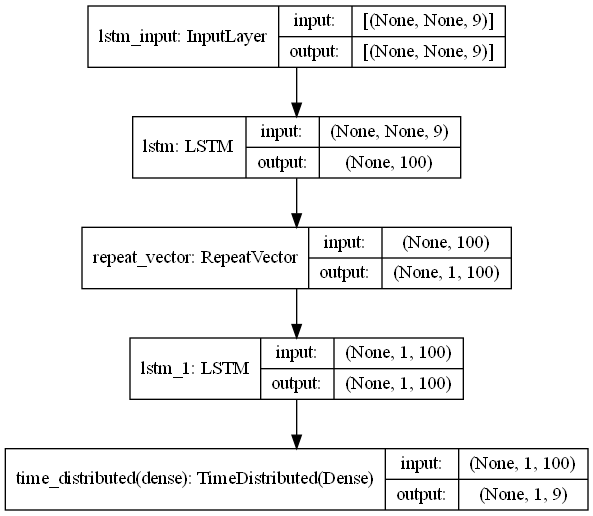 lstm_input: InputLayer
input:
[(None, None, 9)]
output:
[(None, None, 9)]
lstm: LSTM
input:
(None, None, 9)
output:
(None, 100)
repeat_vector: RepeatVector
input:
(None, 100)
output:
(None, 1, 100)
lstm_1: LSTM
input:
(None, 1, 100)
output:
(None, 1, 100)
time_distributed(dense): TimeDistributed(Dense)
input:
(None, 1, 100)
output:
(None, 1, 9)